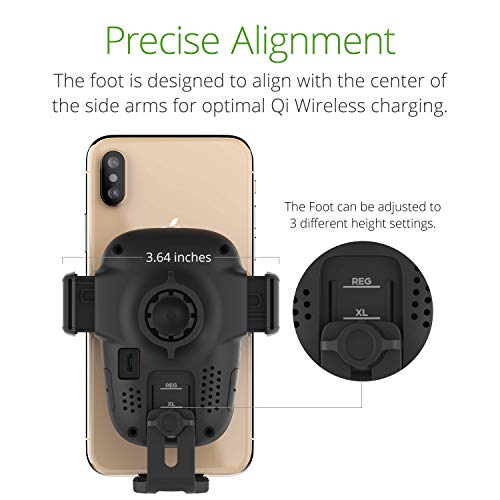 Precise Alignment
The foot is designed to align with the center of
the side arms for optimal Qi Wireless charging.
The Foot can be adjusted to
3 different height settings.
3.64 inches
REG
XL
REG
XL